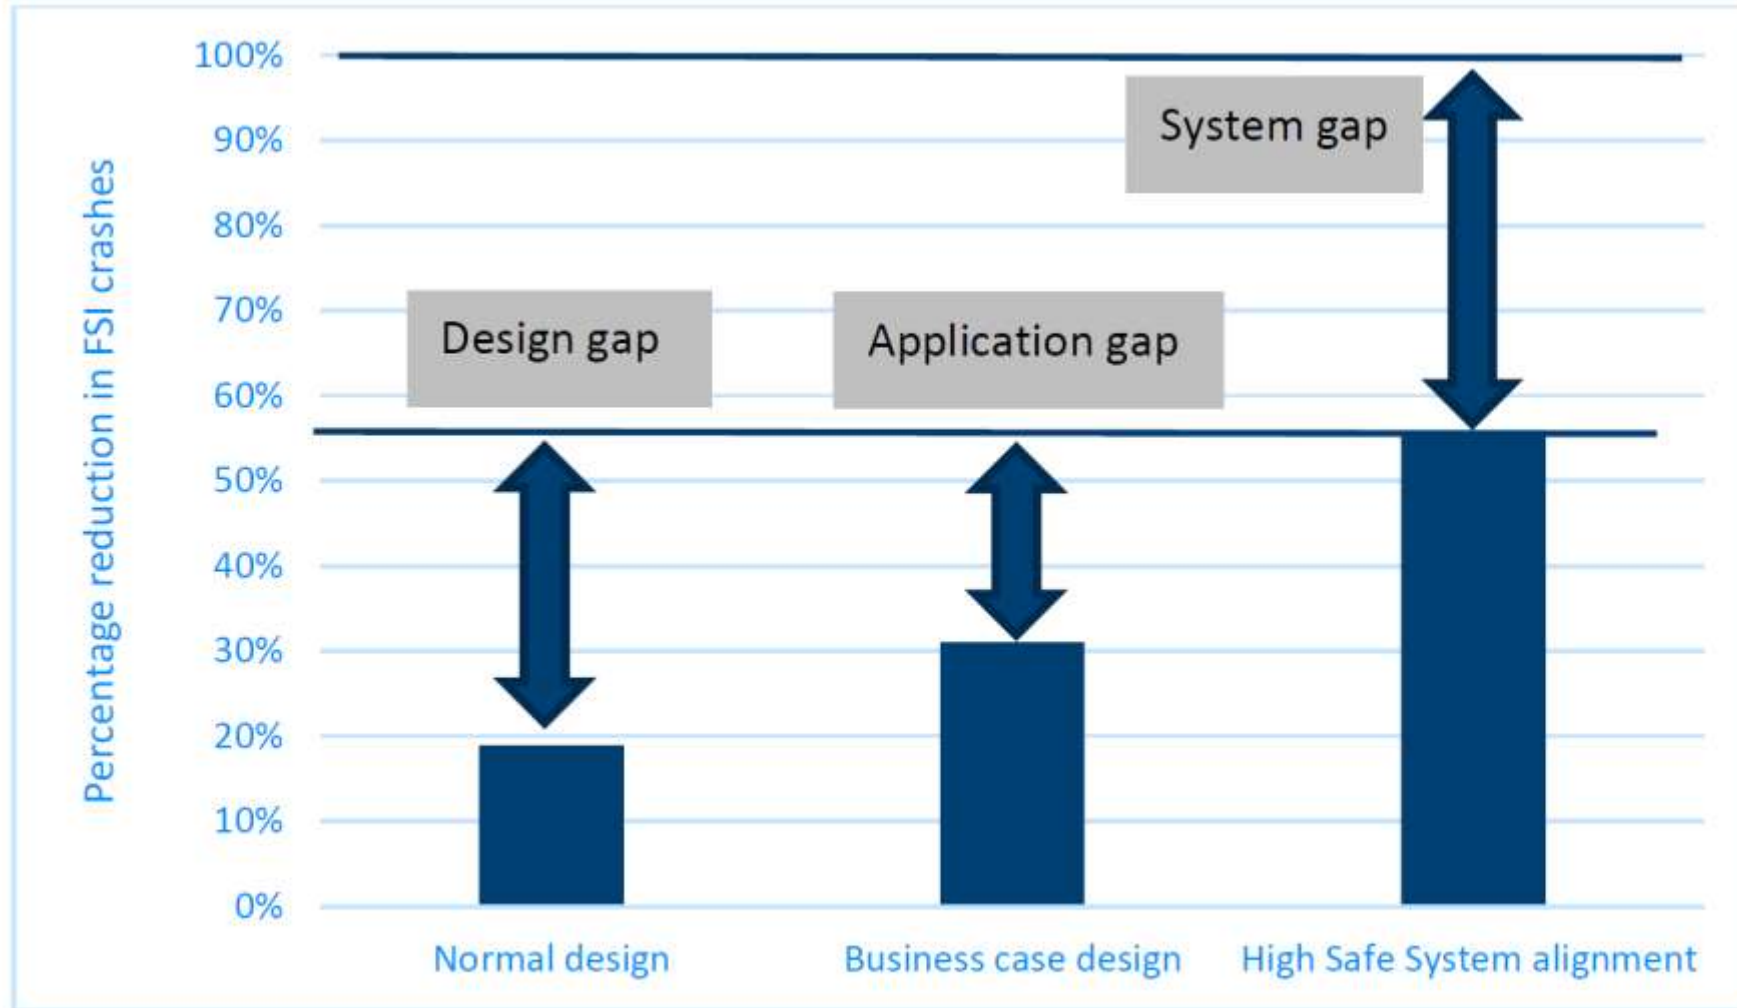 Percentage reduction in FSI crashes
100%
90%
80%
70%
60%
50%
40%
30%
20%
10%
0%
System gap
Design gap
Application gap
Normal design
Business case design
High Safe System alignment